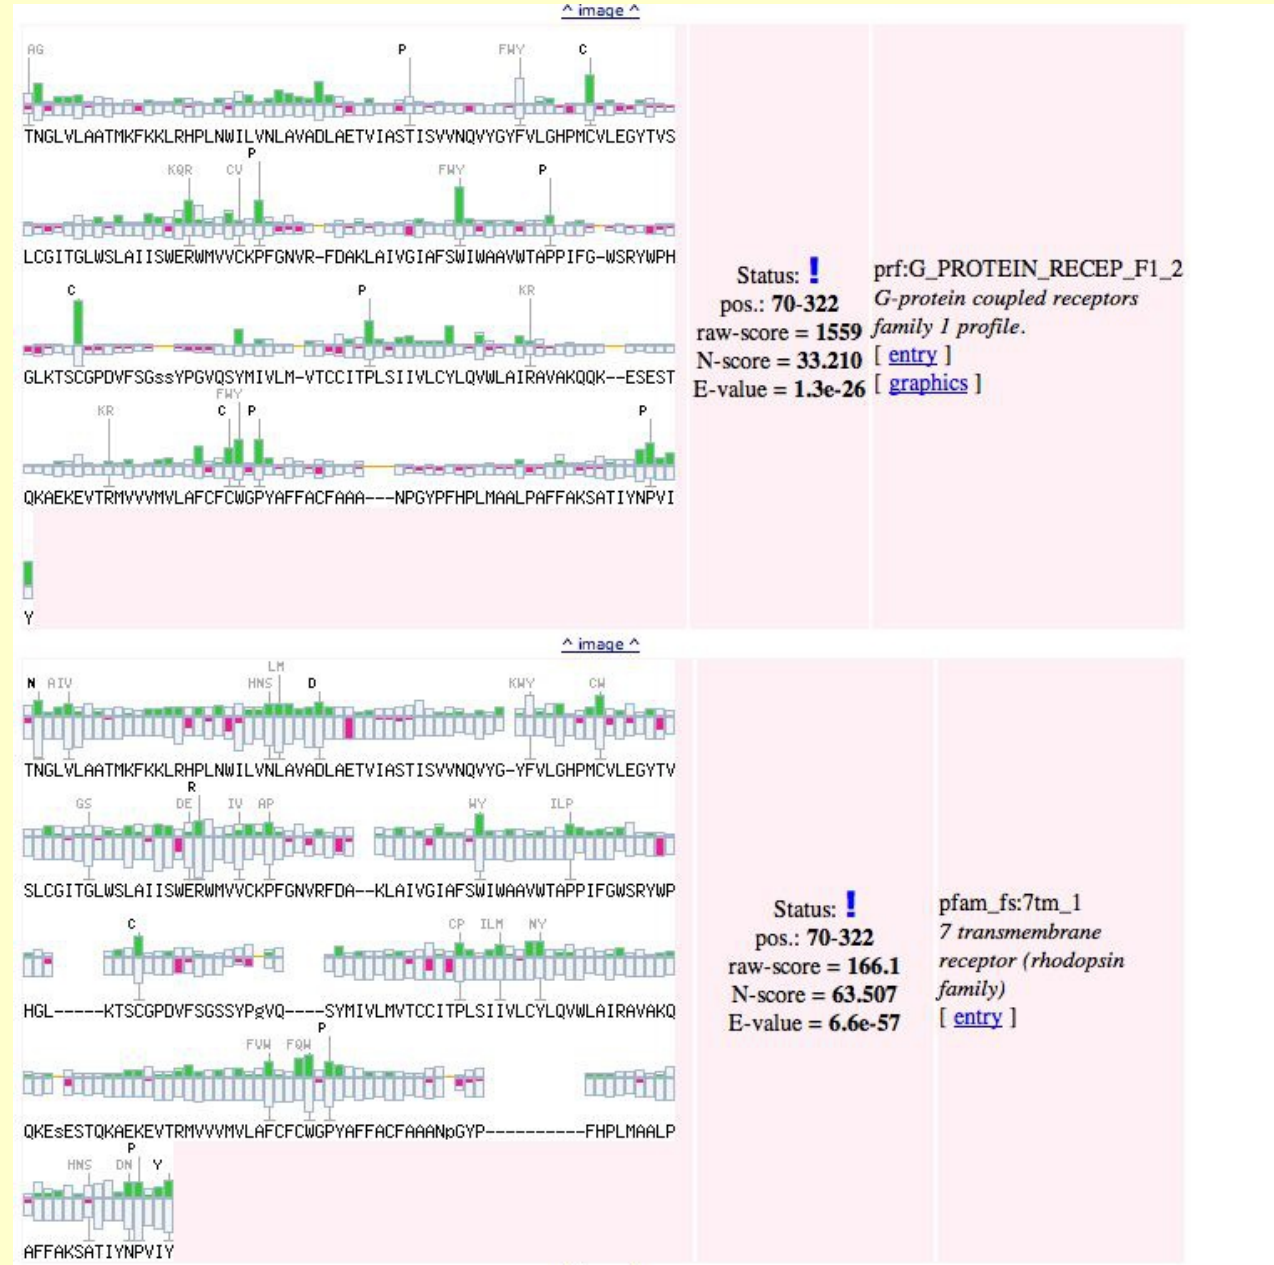 ^ image ^
AG P FWY C
TNGLVLAATMKFKKLRHPLNWILVNLAVADLAETVIASTISVVNQVYGYFVLGHPMCVLEGYTVS
P
KQR CV FWY P
LCGITGLWSLAIISWERWMVVCKPFGNVR-FDAKLAIVGIAFSWIWAAVWTAPPIFG-WSRYWPH
C P KR
GLKTSCGPDVFSGssYPGVQSYMIVLM-VTCCITPLSIIVLCYLQVWLAIRAVAKQQK--ESEST
FWY
KR C P P
QKAEKEVTRMVVVMVLAFCFCWGPYAFFACFAAA---NPGYPFHPLMAALPAFFAKSATIYNPVI
Y
Status: !
pos.: 70-322
raw-score = 1559
N-score = 33.210
E-value = 1.3e-26
prf:G_PROTEIN_RECEP_F1_2
G-protein coupled receptors
family 1 profile.
[ entry ]
[ graphics ]
^ image ^
LM
N AIV HNS D KWY CW
TNGLVLAATMKFKKLRHPLNWILVNLAVADLAETVIASTISVVNQVYG-YFVLGHPMCVLEGYTV
R
GS DE IV AP WY ILP
SLCGITGLWSLAIISWERWMVVCKPFGNVRFDA--KLAIVGIAFSWIWAAVWTAPPIFGWSRYWP
C CP ILM NY
HGL-----KTSCGPDVFSGSSYPgVQ----SYMIVLMVTCCITPLSIIVLCYLQVWLAIRAVAKQ
P
FVW FQW
QKEsESTQKAEKEVTRMVVVMVLAFCFCWGPYAFFACFAAANpGYP----------FHPLMAALP
P
HNS DN Y
AFFAKSATIYNPVIY
Status: !
pos.: 70-322
raw-score = 166.1
N-score = 63.507
E-value = 6.6e-57
pfam_fs:7tm_1
7 transmembrane
receptor (rhodopsin
family)
[ entry ]